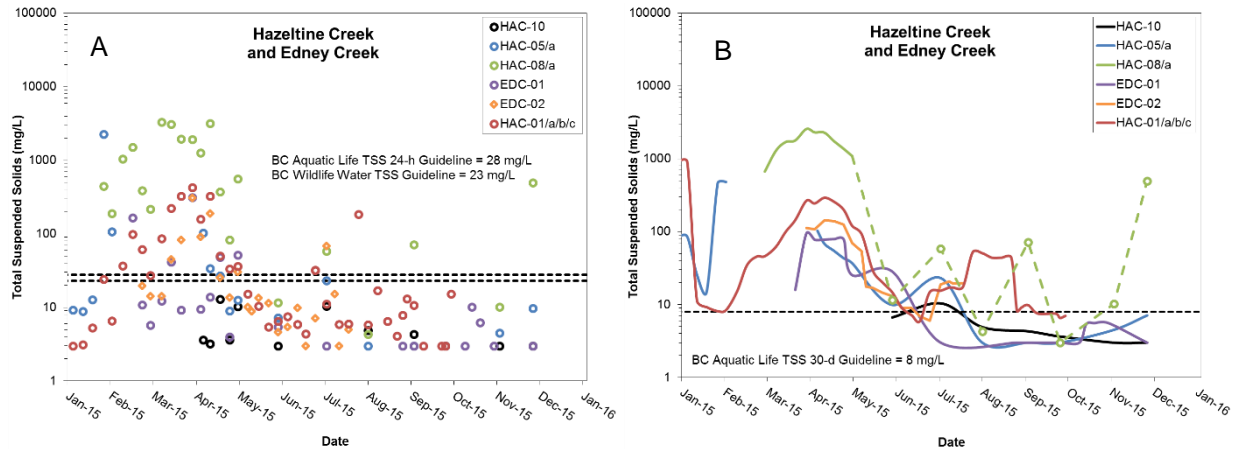 A
Hazeltine Creek
and Edney Creek
HAC-10
HAC-05/a
HAC-08/a
EDC-01
EDC-02
HAC-01/a/b/c
BC Aquatic Life TSS 24-h Guideline = 28 mg/L
BC Wildlife Water TSS Guideline = 23 mg/L
Total Suspended Solids (mg/L)
100000
10000
1000
100
10
1
Jan-15
Feb-15
Mar-15
Apr-15
May-15
Jun-15
Jul-15
Aug-15
Sep-15
Oct-15
Nov-15
Dec-15
Jan-16
Date
B
Hazeltine Creek
and Edney Creek
HAC-10
HAC-05/a
HAC-08/a
EDC-01
EDC-02
HAC-01/a/b/c
BC Aquatic Life TSS 30-d Guideline = 8 mg/L
Total Suspended Solids (mg/L)
100000
10000
1000
100
10
1
Jan-15
Feb-15
Mar-15
Apr-15
May-15
Jun-15
Jul-15
Aug-15
Sep-15
Oct-15
Nov-15
Dec-15
Jan-16
Date